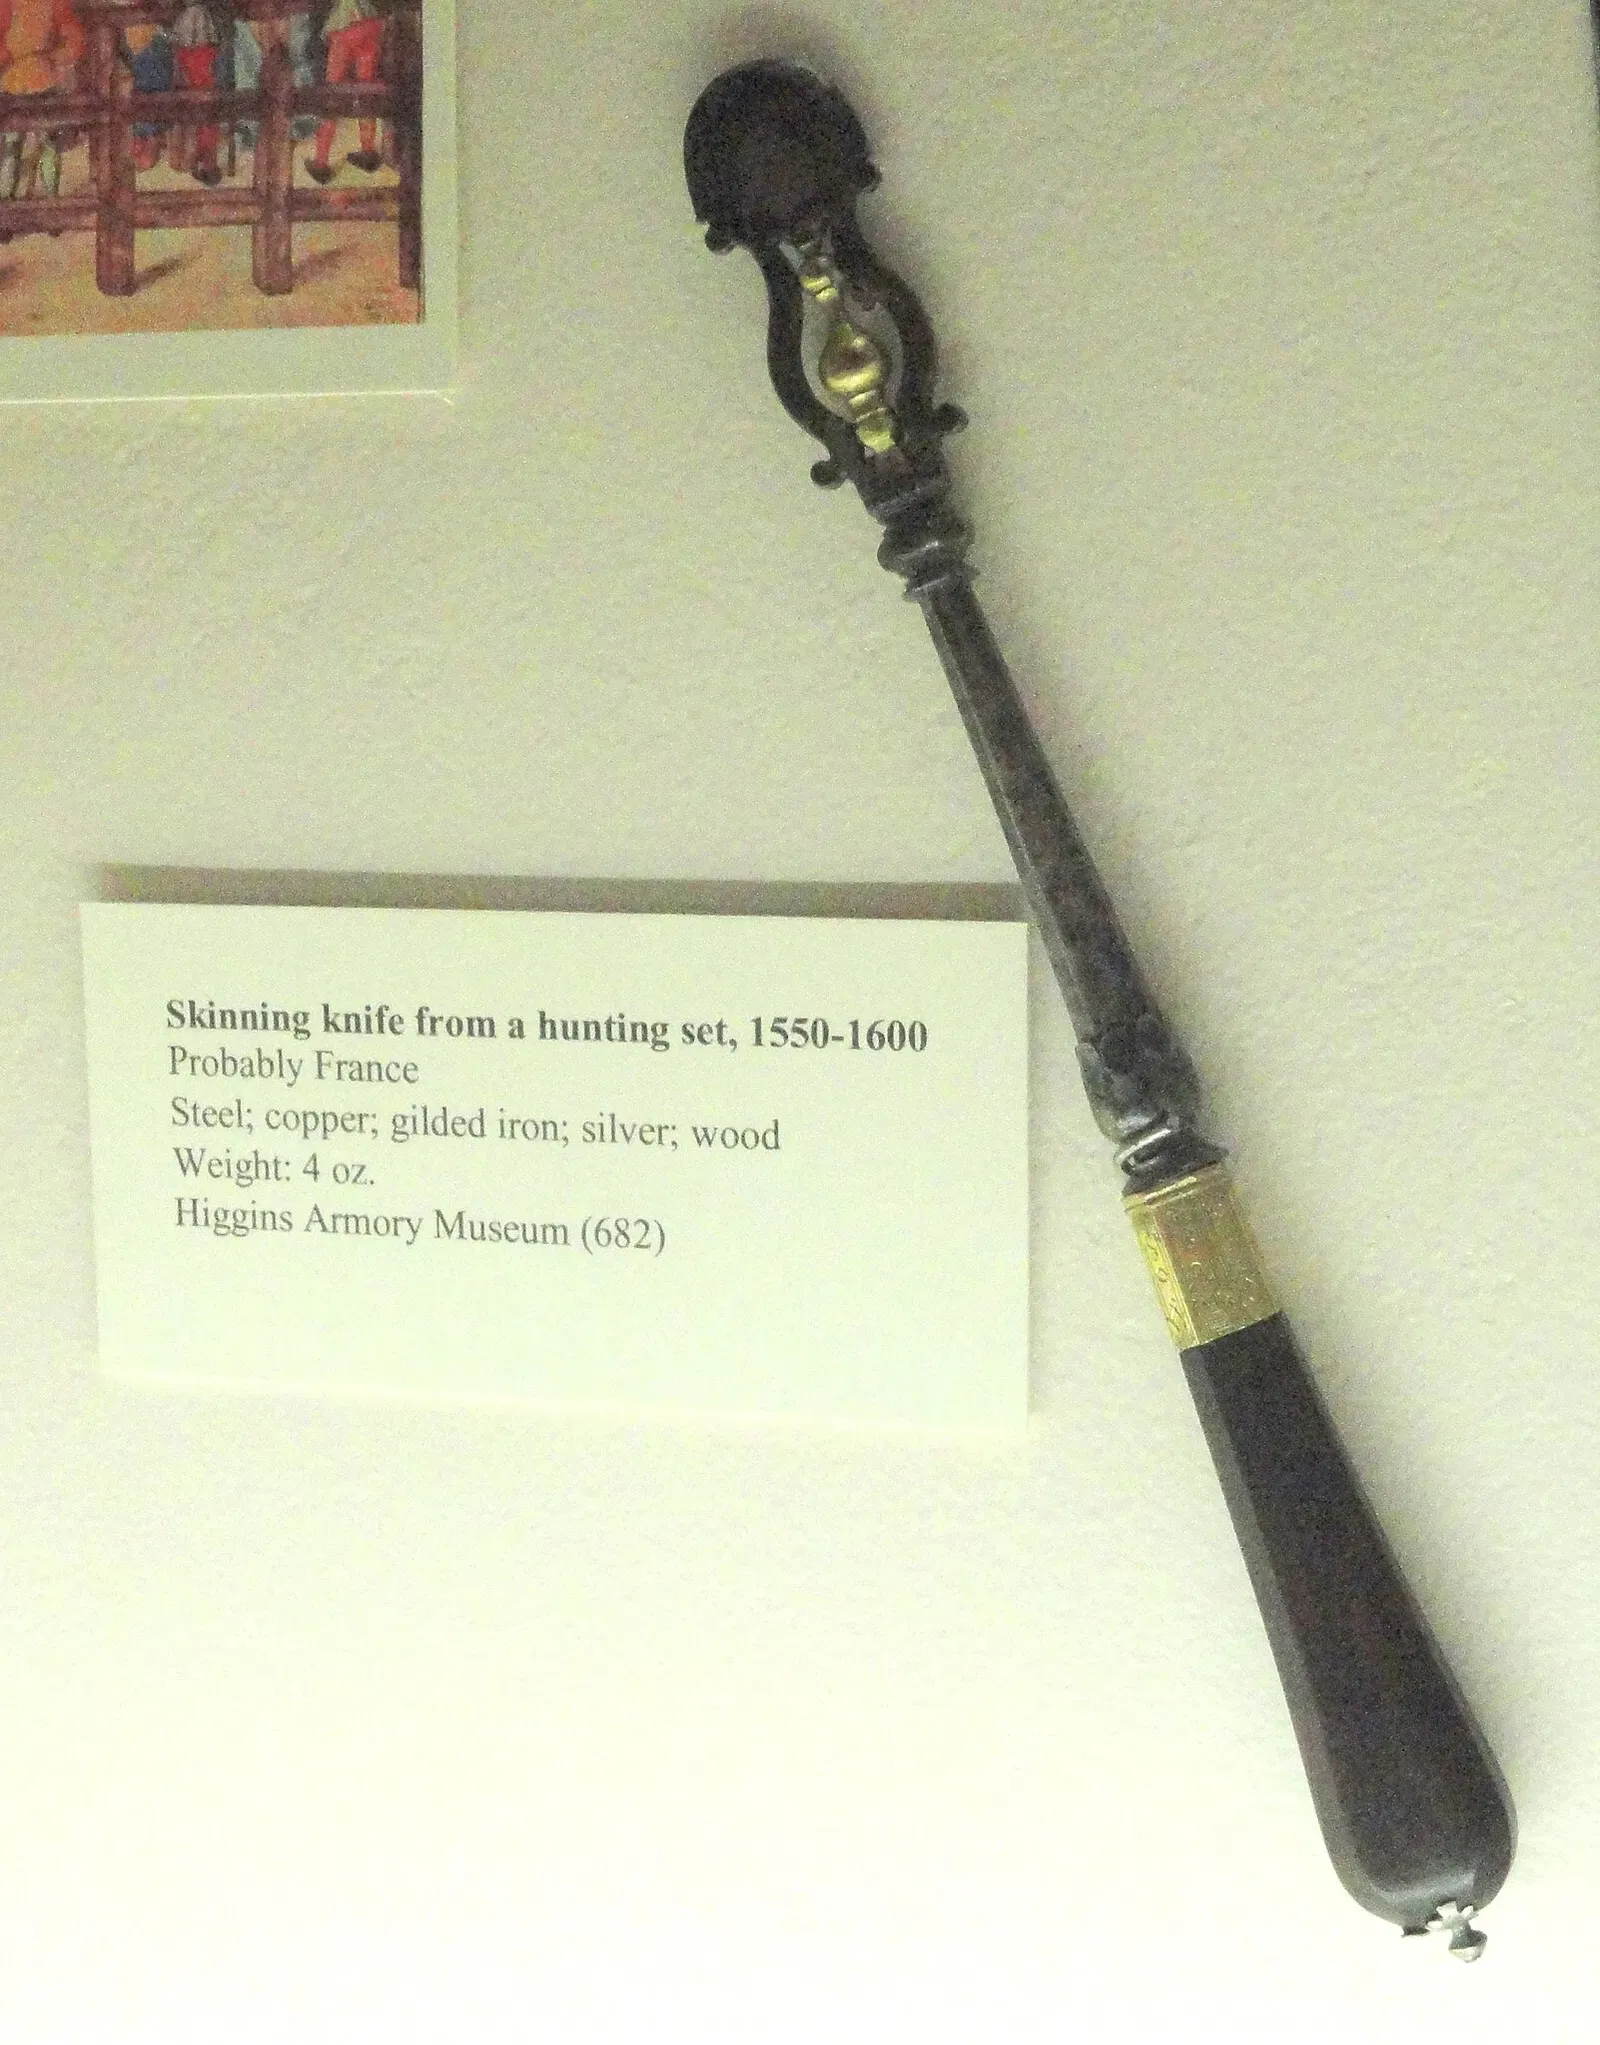 Skinning knife from a hunting set, 1550-1600
Probably France
Steel; copper; gilded iron; silver; wood
Weight: 4 oz.
Higgins Armory Museum (682)